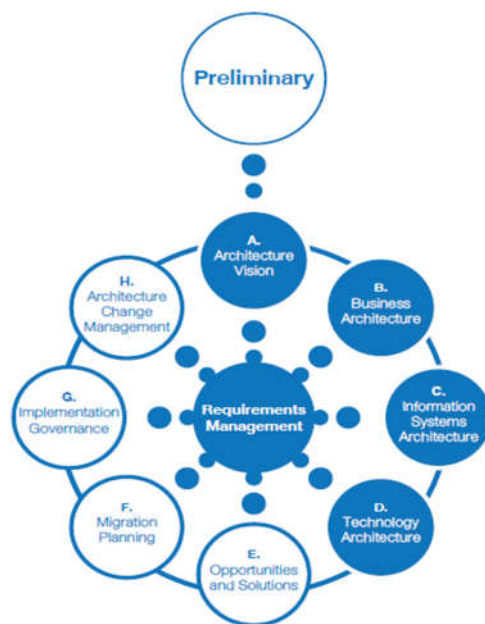 Preliminary
A.
Architecture
Vision
B.
Business
Architecture
C.
Information
Systems
Architecture
D.
Technology
Architecture
E.
Opportunities
and Solutions
F.
Migration
Planning
G.
Implementation
Governance
H.
Architecture
Change
Management
Requirements
Management